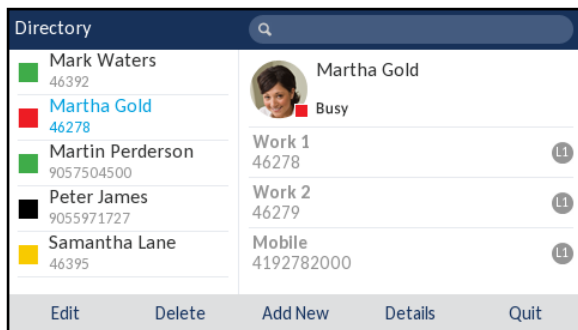 Directory
Mark Waters
46392
Martha Gold
46278
Martin Perderson
9057504500
Peter James
9055971727
Samantha Lane
46395
Martha Gold
Busy
Work 1
46278
L1
Work 2
46279
L1
Mobile
4192782000
L1
Edit Delete Add New Details Quit